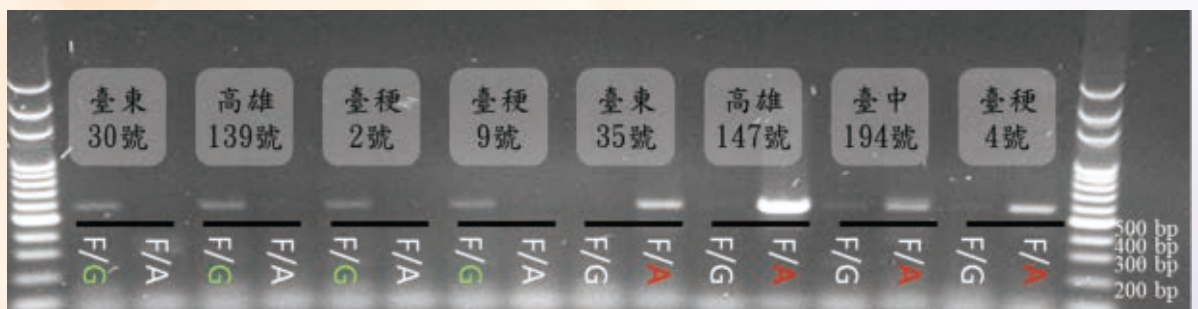 臺東
30號
高雄
139號
臺稉
2號
臺稉
9號
臺東
35號
高雄
147號
臺中
194號
臺稉
4號
F/G
F/A
F/G
F/A
F/G
F/A
F/G
F/A
F/G
F/A
F/G
F/A
F/G
F/A
F/G
F/A
500 bp
400 bp
300 bp
200 bp